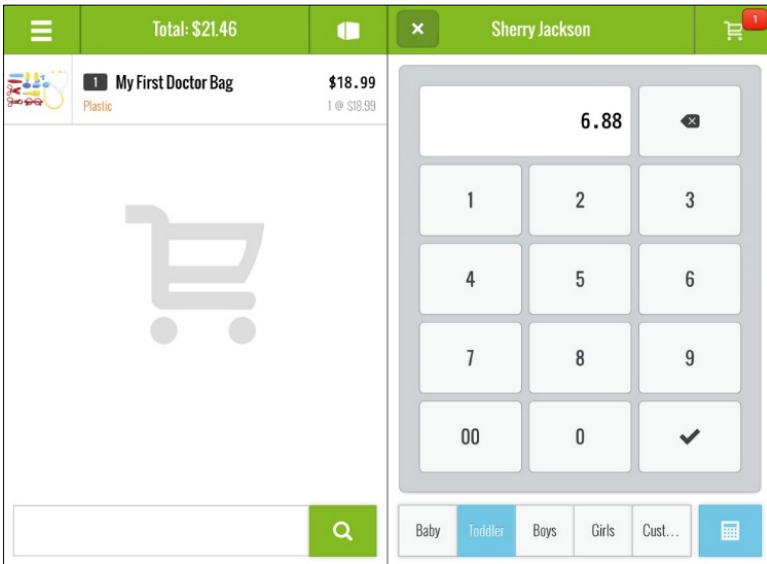 Total: $21.46
Sherry Jackson
1
1 My First Doctor Bag $18.99
Plastic 1 @ $18.99
6.88
1 2 3
4 5 6
7 8 9
00 0
Baby Toddler Boys Girls Cust...